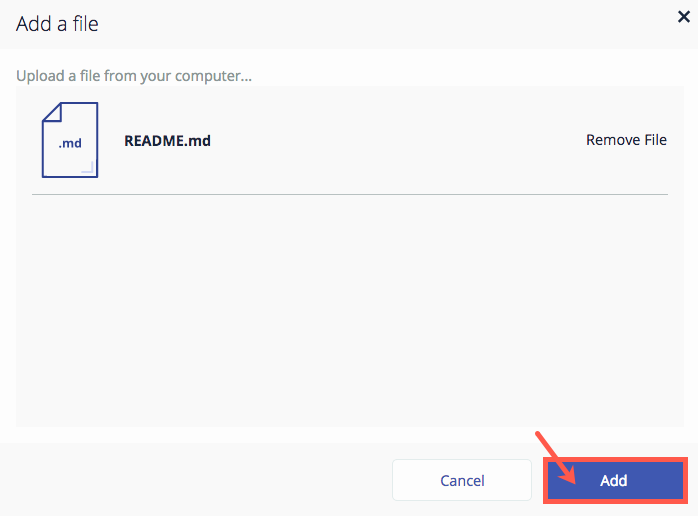 Add a file
Upload a file from your computer...
.md
README.md
Remove File
Cancel
Add